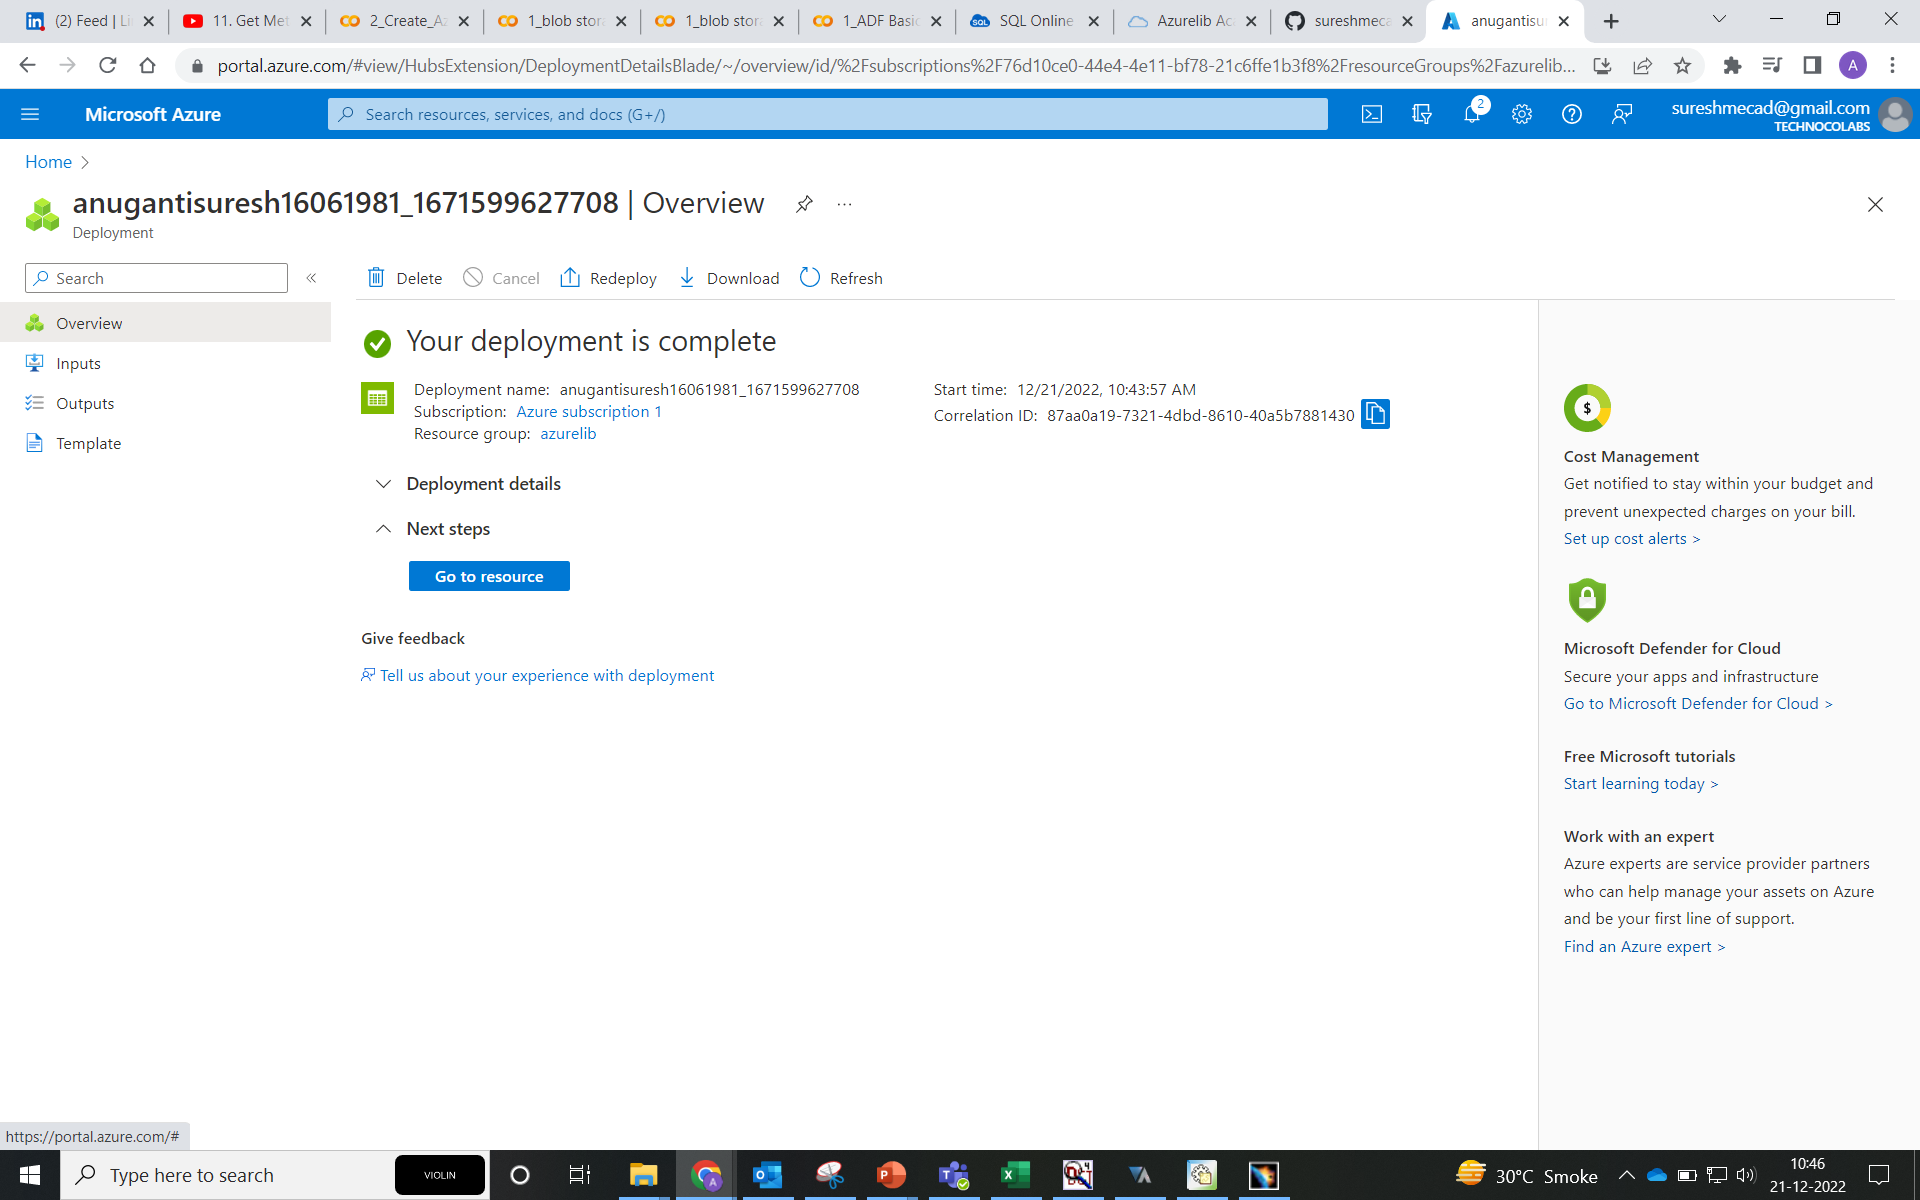 (2) Feed | Li
11. Get Met
2_Create_Az
1_blob stora
1_blob stora
1_ADF Basic
SQL Online
Azurelib Aca
sureshmeca
anugantisur
portal.azure.com/#view/HubsExtension/DeploymentDetailsBlade/~/overview/id/%2Fsubscriptions%2F76d10ce0-44e4-4e11-bf78-21c6ffe1b3f8%2FresourceGroups%2Fazurelib...
A
Microsoft Azure
Search resources, services, and docs (G+/)
2
sureshmecad@gmail.com
TECHNOCOLABS
Home
anugantisuresh16061981_1671599627708 | Overview
Deployment
Search
Delete
Cancel
Redeploy
Download
Refresh
Overview
Inputs
Outputs
Template
Your deployment is complete
Deployment name: anugantisuresh16061981_1671599627708
Subscription: Azure subscription 1
Resource group: azurelib
Start time: 12/21/2022, 10:43:57 AM
Correlation ID: 87aa0a19-7321-4dbd-8610-40a5b7881430
Deployment details
Next steps
Go to resource
Give feedback
Tell us about your experience with deployment
Cost Management
Get notified to stay within your budget and
prevent unexpected charges on your bill.
Set up cost alerts >
Microsoft Defender for Cloud
Secure your apps and infrastructure
Go to Microsoft Defender for Cloud >
Free Microsoft tutorials
Start learning today >
Work with an expert
Azure experts are service provider partners
who can help manage your assets on Azure
and be your first line of support.
Find an Azure expert >
https://portal.azure.com/#
Type here to search
VIOLIN
30°C Smoke
10:46
21-12-2022